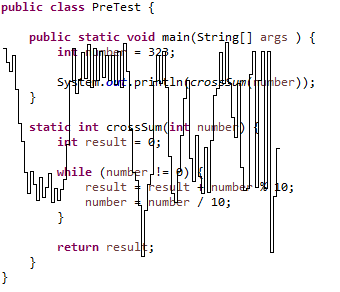 public class PreTest {
public static void main(String[] args ) {
int number = 323;
System.out.println(crossSum(number));
}
static int crossSum(int number) {
int result = 0;
while (number != 0) {
result = result + number % 10;
number = number / 10;
}
return result;
}
}